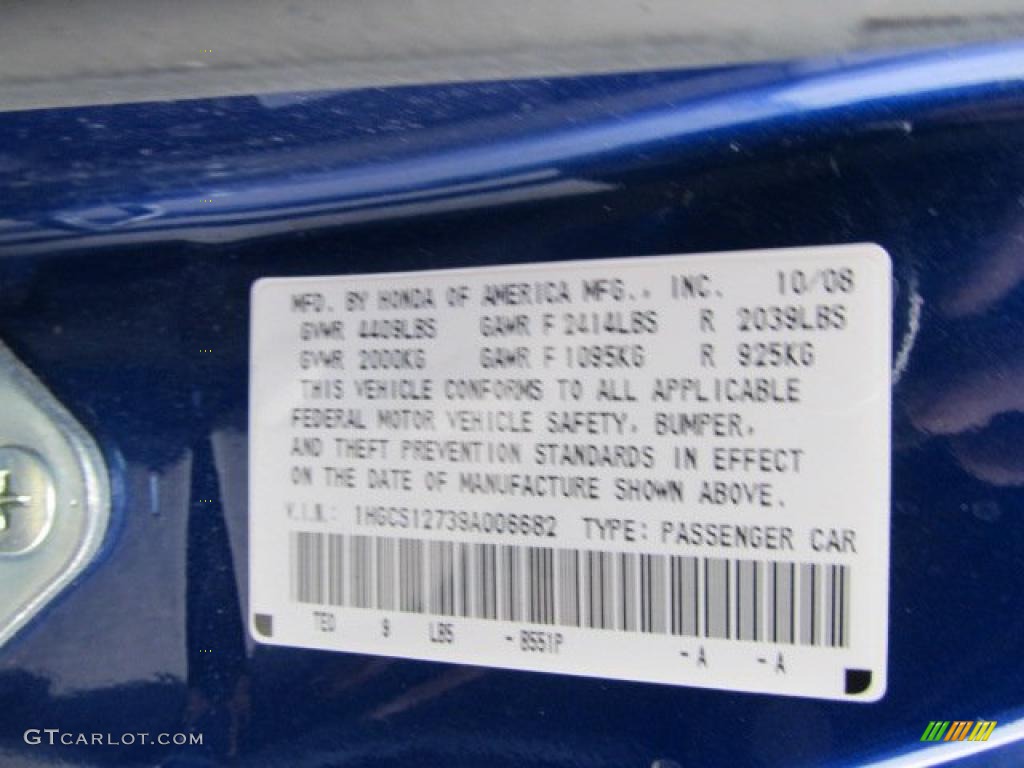 MFD. BY HONDA OF AMERICA MFG., INC. 10/08
GVWR 4409LBS GAWR F 2414LBS R 2039LBS
GVWR 2000KG GAWR F 1095KG R 925KG
THIS VEHICLE CONFORMS TO ALL APPLICABLE
FEDERAL MOTOR VEHICLE SAFETY, BUMPER,
AND THEFT PREVENTION STANDARDS IN EFFECT
ON THE DATE OF MANUFACTURE SHOWN ABOVE.
V.I.N.: 1HGCS12739A006682 TYPE: PASSENGER CAR
TE0 9 LB5 -B551P -A -A
GTCARLOT.COM